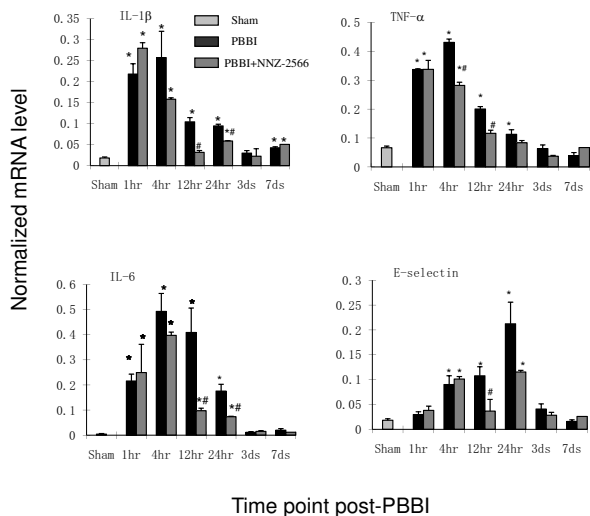 IL-1β
Sham
PBBI
PBBI+NNZ-2566
0.35
0.3
0.25
0.2
0.15
0.1
0.05
0
* * * * * # * *# * *
Sham 1hr 4hr 12hr 24hr 3ds 7ds
TNF-α
0.5
0.4
0.3
0.2
0.1
0
* * * *# * # *
Sham 1hr 4hr 12hr 24hr 3ds 7ds
Normalized mRNA level
IL-6
0.6
0.5
0.4
0.3
0.2
0.1
0
* * * * * *# * *#
Sham 1hr 4hr 12hr 24hr 3ds 7ds
E-selectin
0.3
0.25
0.2
0.15
0.1
0.05
0
* * * # * *
Sham 1hr 4hr 12hr 24hr 3ds 7ds
Time point post-PBBI